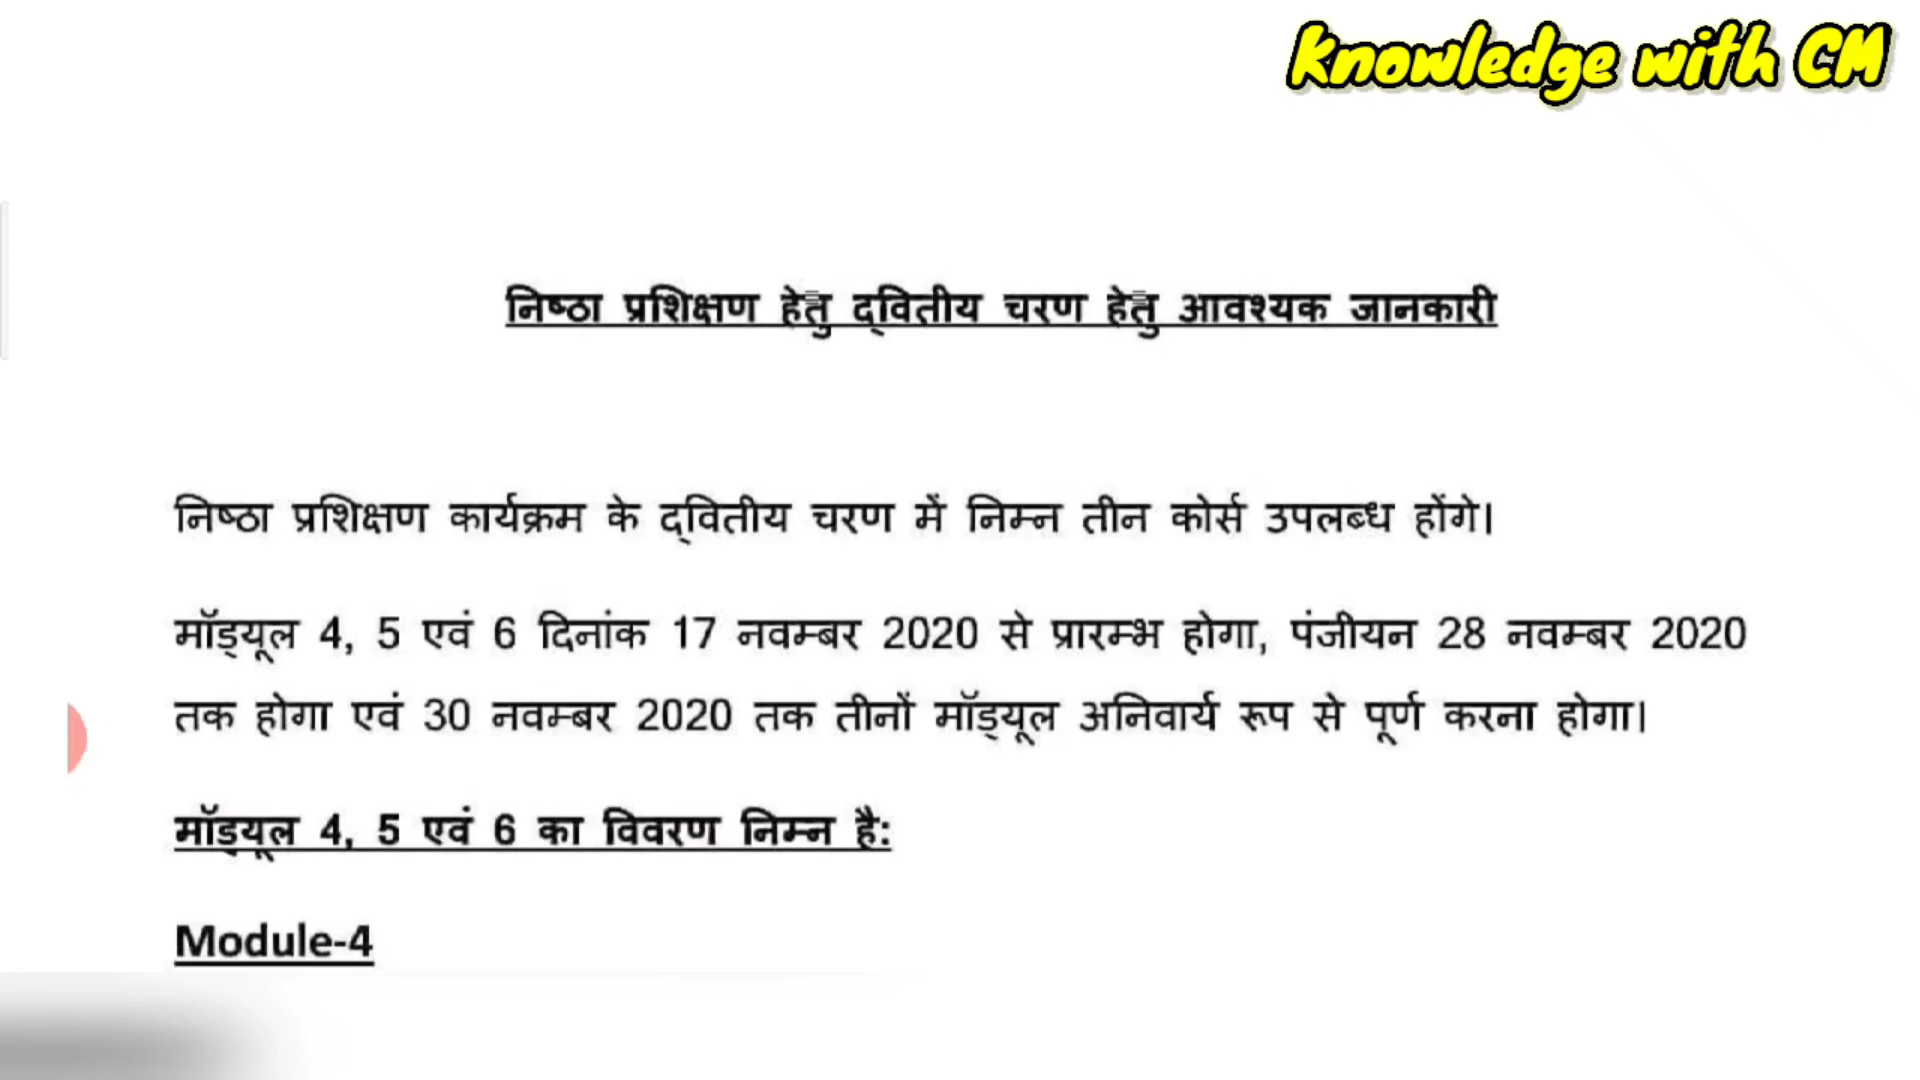 Knowledge with CM
निष्ठा प्रशिक्षण हेतु द्वितीय चरण हेतु आवश्यक जानकारी
निष्ठा प्रशिक्षण कार्यक्रम के द्वितीय चरण में निम्न तीन कोर्स उपलब्ध होंगे।
मॉड्यूल 4, 5 एवं 6 दिनांक 17 नवम्बर 2020 से प्रारम्भ होगा, पंजीयन 28 नवम्बर 2020
तक होगा एवं 30 नवम्बर 2020 तक तीनों मॉड्यूल अनिवार्य रूप से पूर्ण करना होगा।
मॉड्यूल 4, 5 एवं 6 का विवरण निम्न है:
Module-4